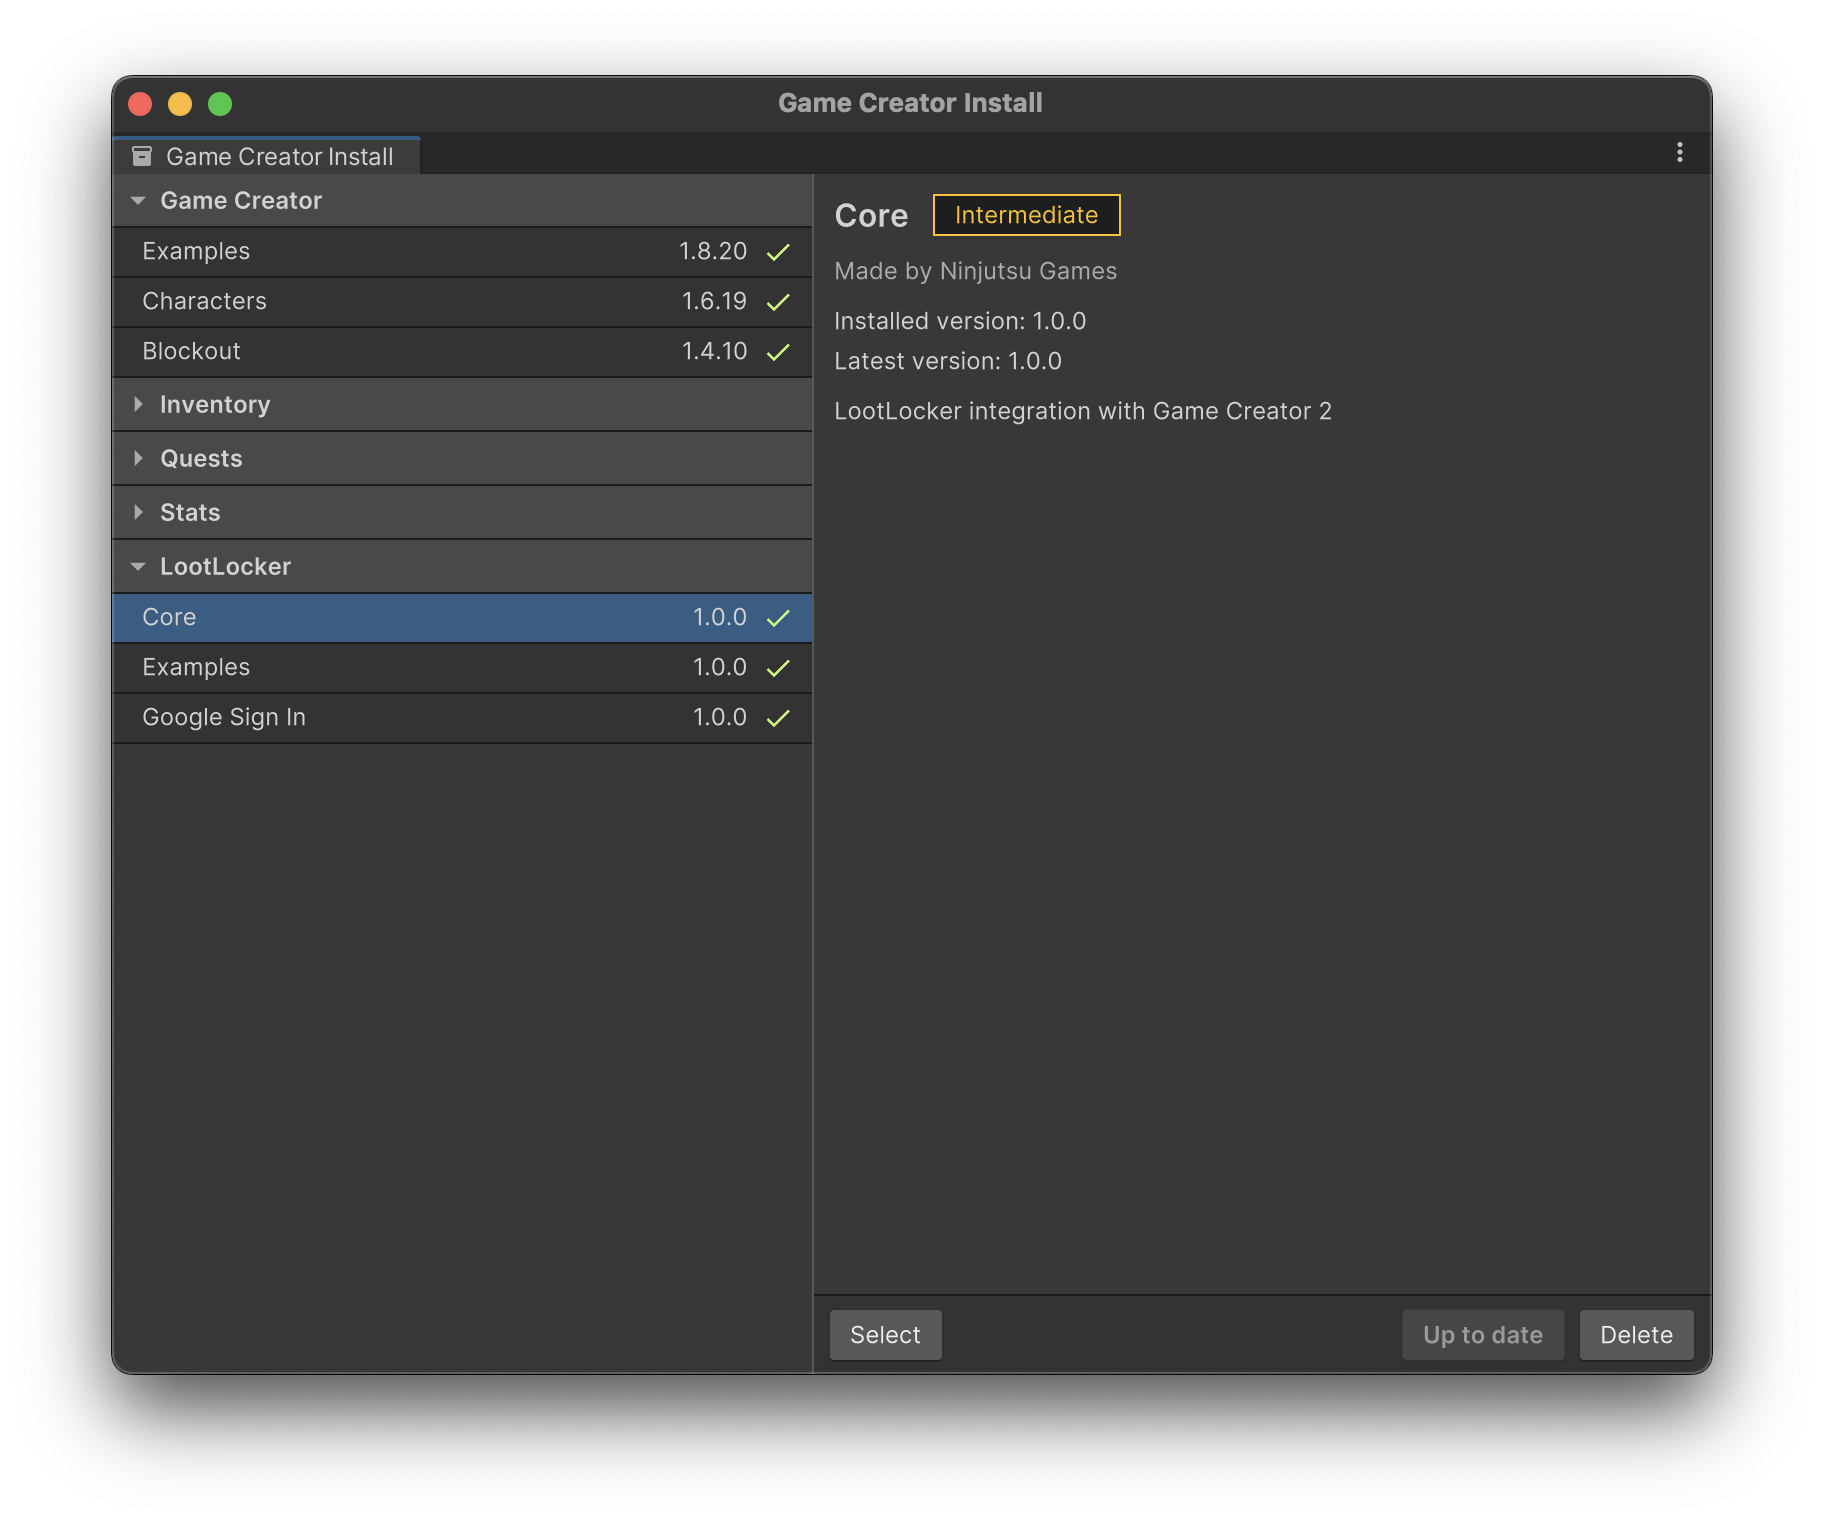 Game Creator Install
Game Creator Install
Game Creator
Examples 1.8.20
Characters 1.6.19
Blockout 1.4.10
Inventory
Quests
Stats
LootLocker
Core 1.0.0
Examples 1.0.0
Google Sign In 1.0.0
Core Intermediate
Made by Ninjutsu Games
Installed version: 1.0.0
Latest version: 1.0.0
LootLocker integration with Game Creator 2
Select Up to date Delete